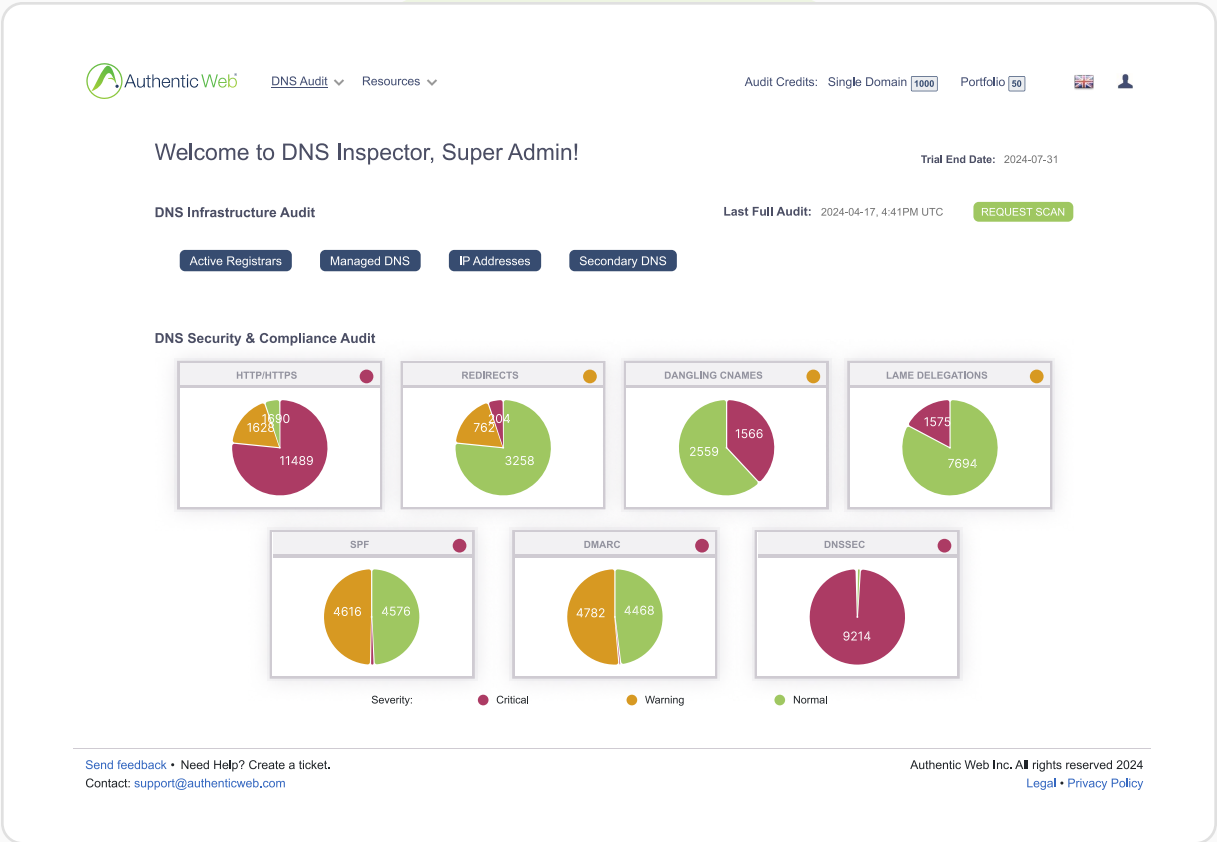 Authentic Web
DNS Audit Resources Audit Credits: Single Domain 1000 Portfolio 50
Welcome to DNS Inspector, Super Admin!
Trial End Date: 2024-07-31
DNS Infrastructure Audit
Last Full Audit: 2024-04-17, 4:41PM UTC REQUEST SCAN
Active Registrars Managed DNS IP Addresses Secondary DNS
DNS Security & Compliance Audit
HTTP/HTTPS
1690
1628
11489
REDIRECTS
204
762
3258
DANGLING CNAMES
1566
2559
LAME DELEGATIONS
1575
7694
SPF
4616 4576
DMARC
4782 4468
DNSSEC
9214
Severity: Critical Warning Normal
Send feedback • Need Help? Create a ticket.
Contact: support@authenticweb.com
Authentic Web Inc. All rights reserved 2024
Legal • Privacy Policy